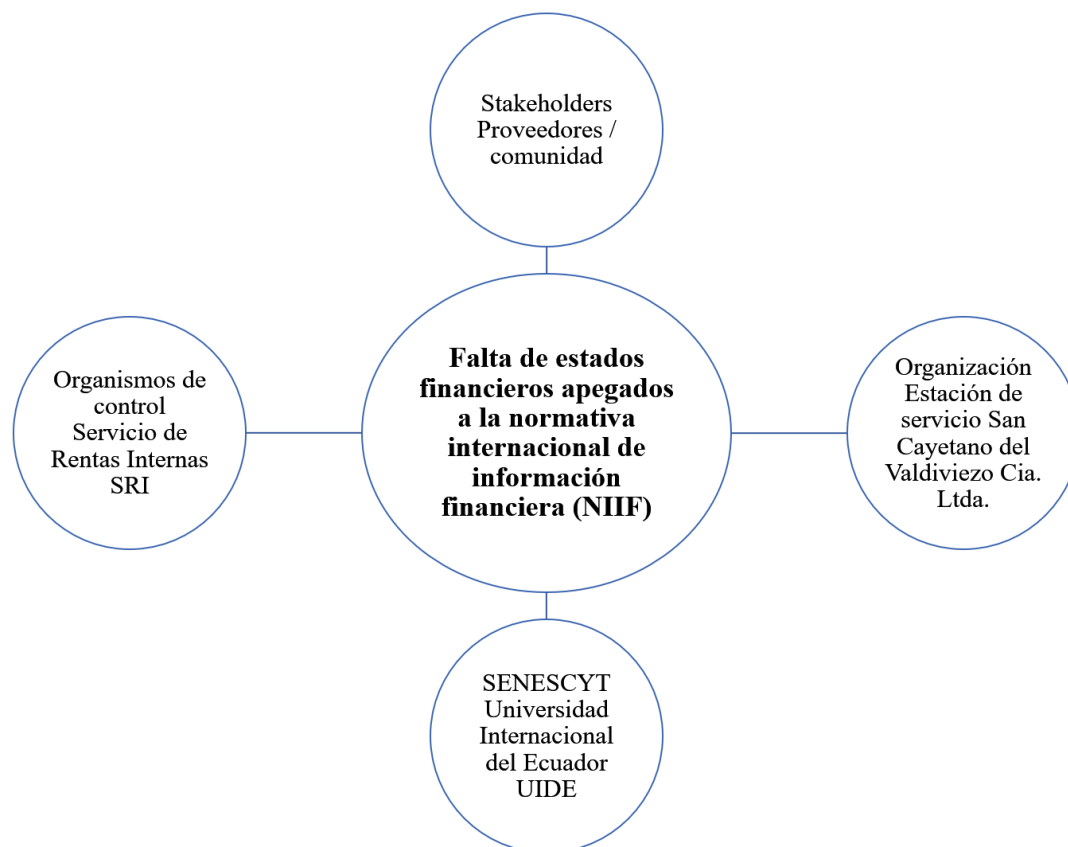 Stakeholders
Proveedores /
comunidad
Organismos de
control
Servicio de
Rentas Internas
SRI
Falta de estados
financieros apegados
a la normativa
internacional de
información
financiera (NIIF)
Organización
Estación de
servicio San
Cayetano del
Valdiviezo Cia.
Ltda.
SENESCYT
Universidad
Internacional
del Ecuador
UIDE